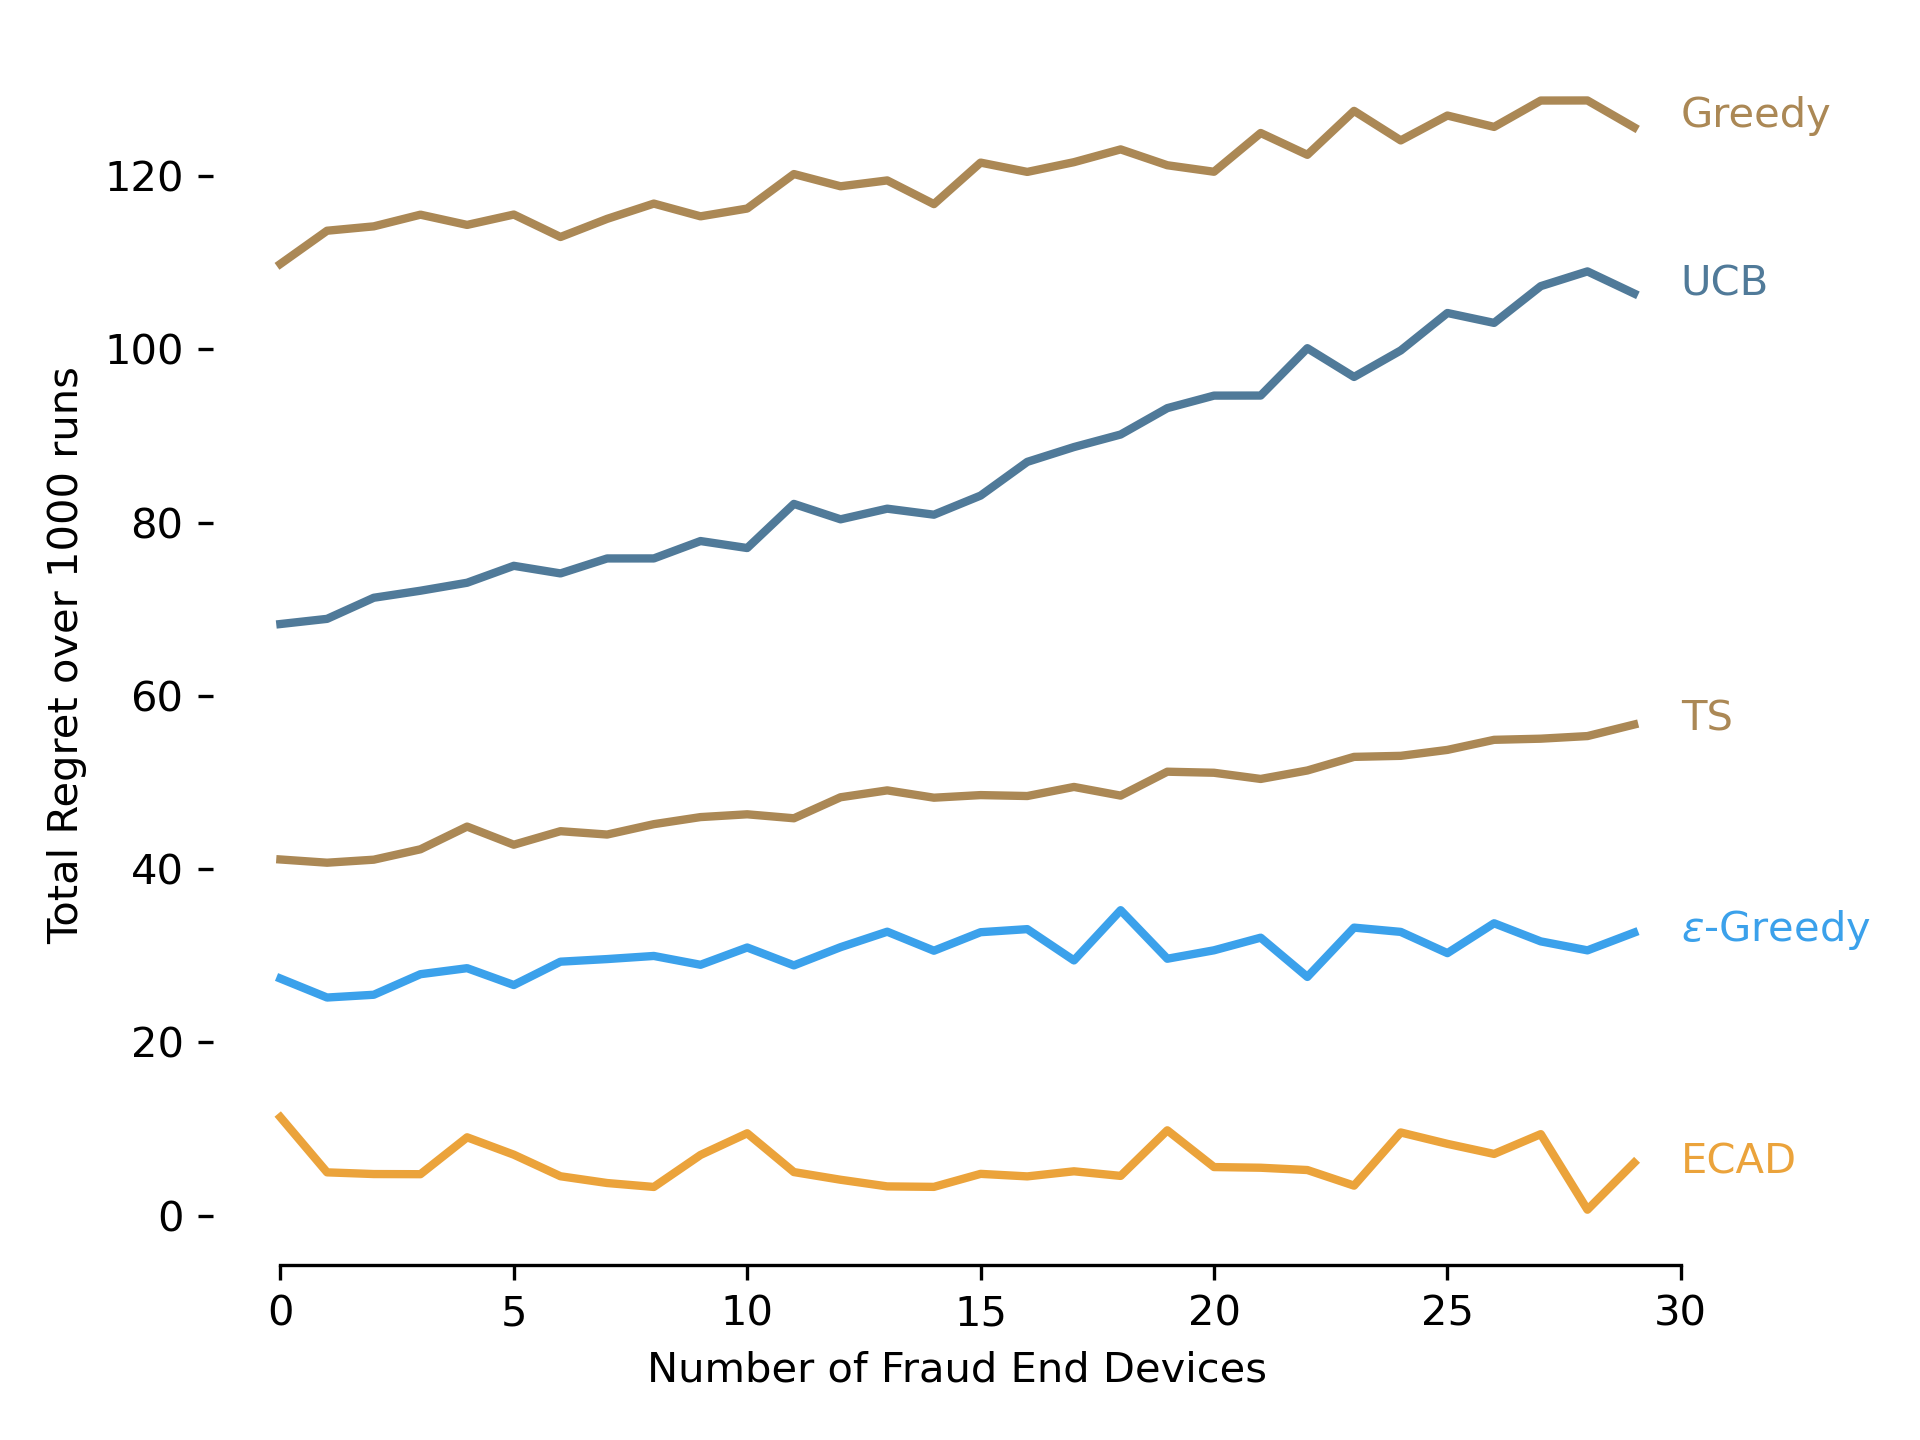 Greedy
120
UCB
100
Total Regret over 1000 runs
80
60
TS
40
ε-Greedy
20
ECAD
0
0 5 10 15 20 25 30
Number of Fraud End Devices